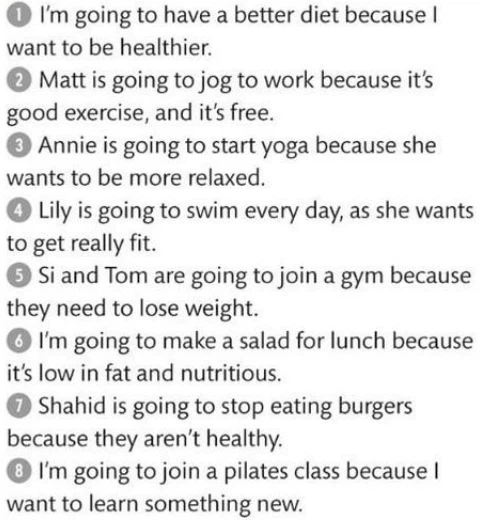 1 I'm going to have a better diet because I
want to be healthier.
2 Matt is going to jog to work because it's
good exercise, and it's free.
3 Annie is going to start yoga because she
wants to be more relaxed.
4 Lily is going to swim every day, as she wants
to get really fit.
5 Si and Tom are going to join a gym because
they need to lose weight.
6 I'm going to make a salad for lunch because
it's low in fat and nutritious.
7 Shahid is going to stop eating burgers
because they aren't healthy.
8 I'm going to join a pilates class because I
want to learn something new.